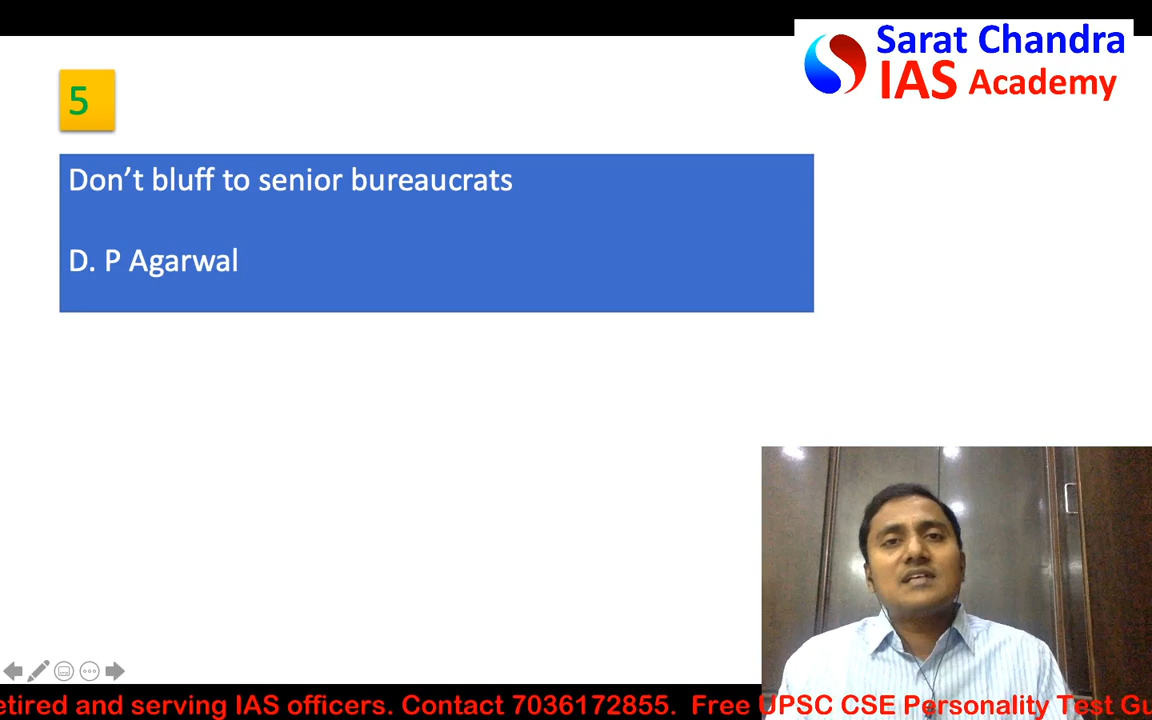 Sarat Chandra
IAS Academy
5
Don’t bluff to senior bureaucrats
D. P Agarwal
etired and serving IAS officers. Contact 7036172855. Free UPSC CSE Personality Test Gu